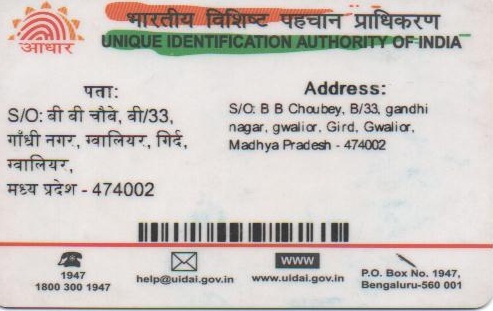 भारतीय विशिष्ट पहचान प्राधिकरण
UNIQUE IDENTIFICATION AUTHORITY OF INDIA
आधार
पता:
S/O: बी बी चौबे, बी/33,
गाँधी नगर, ग्वालियर, गिर्द,
ग्वालियर,
मध्य प्रदेश - 474002
Address:
S/O: B B Choubey, B/33, gandhi
nagar, gwalior, Gird, Gwalior,
Madhya Pradesh - 474002
1947
1800 300 1947
help@uidai.gov.in
www
www.uidai.gov.in
P.O. Box No. 1947,
Bengaluru-560 001